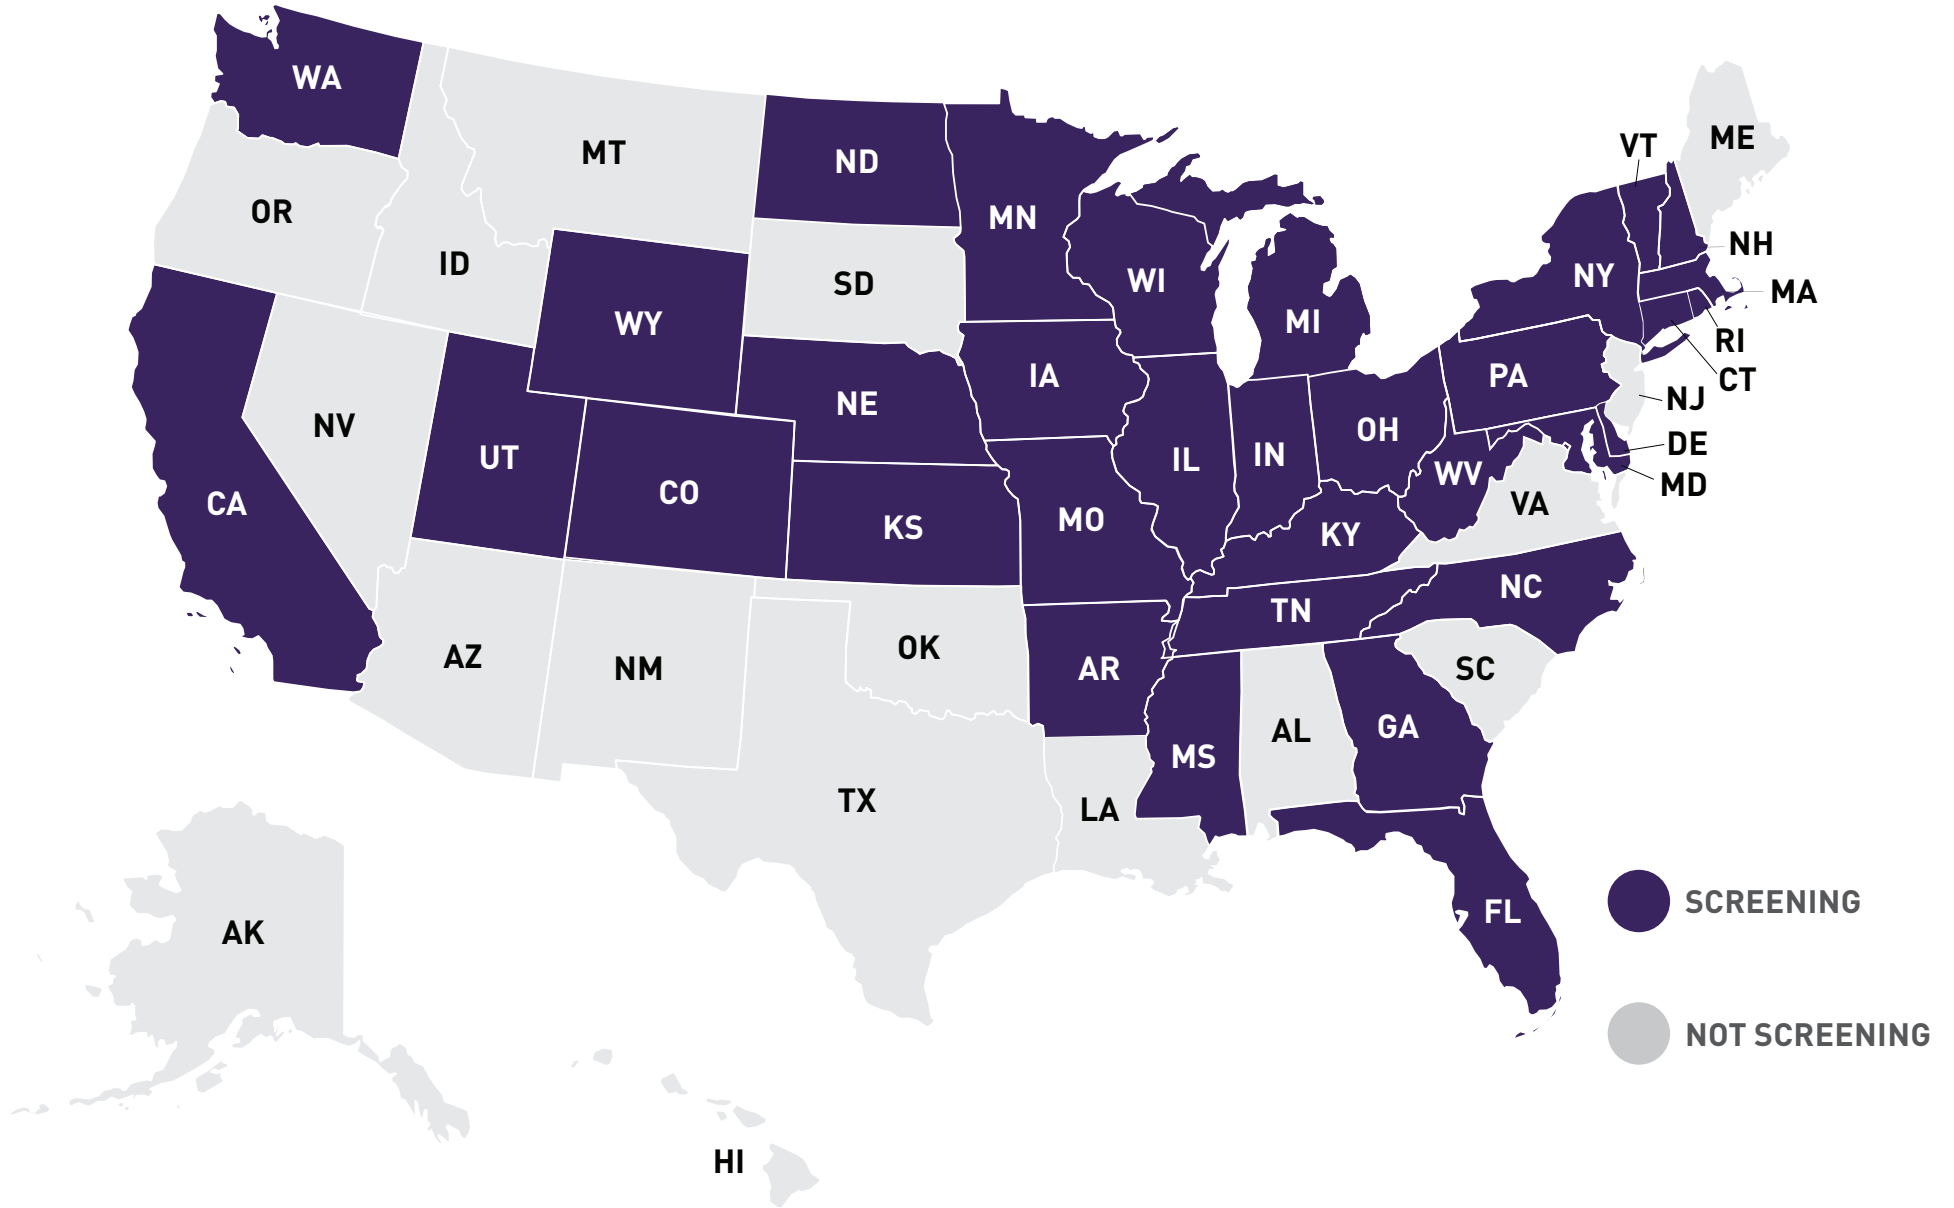 WA
MT
ND
MN
VT
ME
OR
ID
SD
WI
NY
NH
MA
WY
MI
RI
IA
PA
CT
NE
NJ
NV
UT
OH
DE
CO
IL
IN
WV
MD
CA
KS
MO
KY
VA
NC
TN
AZ
NM
OK
AR
SC
GA
AL
MS
TX
LA
FL
SCREENING
AK
NOT SCREENING
HI